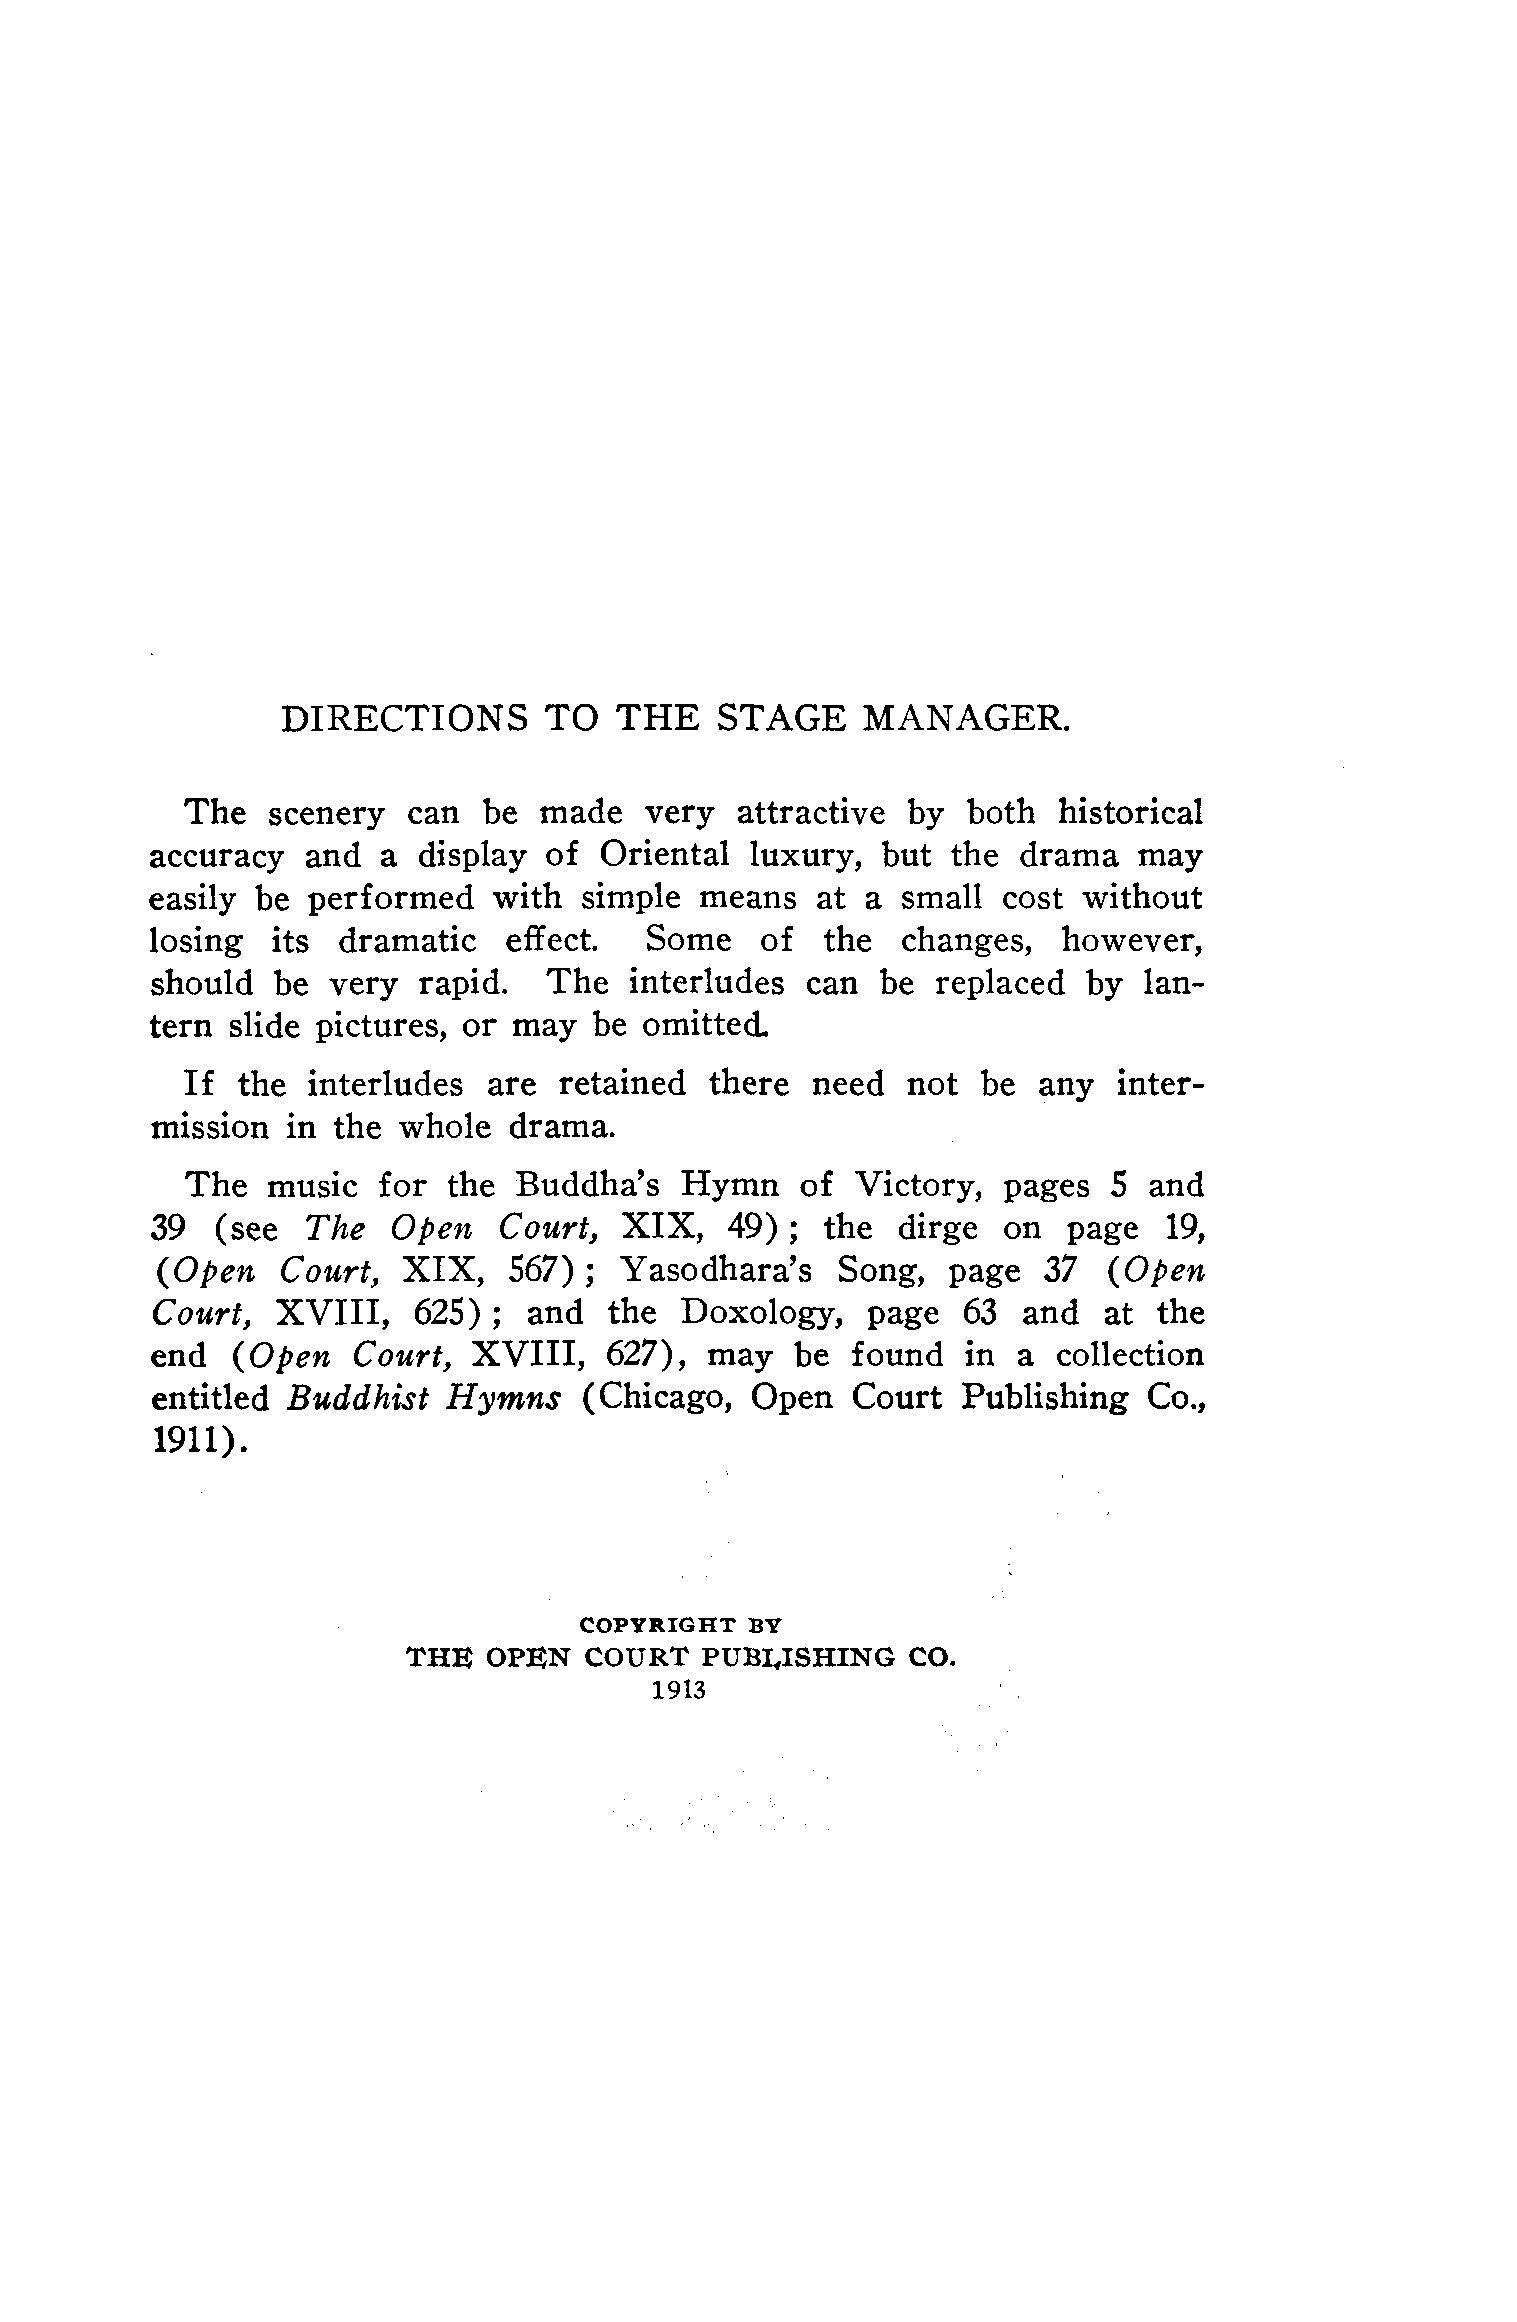 DIRECTIONS TO THE STAGE MANAGER.
The scenery can be made very attractive by both historical
accuracy and a display of Oriental luxury, but the drama may
easily be performed with simple means at a small cost without
losing its dramatic effect. Some of the changes, however,
should be very rapid. The interludes can be replaced by lan-
tern slide pictures, or may be omitted.
If the interludes are retained there need not be any inter-
mission in the whole drama.
The music for the Buddha's Hymn of Victory, pages 5 and
39 (see The Open Court, XIX, 49); the dirge on page 19,
(Open Court, XIX, 567); Yasodhara's Song, page 37 (Open
Court, XVIII, 625); and the Doxology, page 63 and at the
end (Open Court, XVIII, 627), may be found in a collection
entitled Buddhist Hymns (Chicago, Open Court Publishing Co.,
1911).
COPYRIGHT BY
THE OPEN COURT PUBLISHING CO.
1913